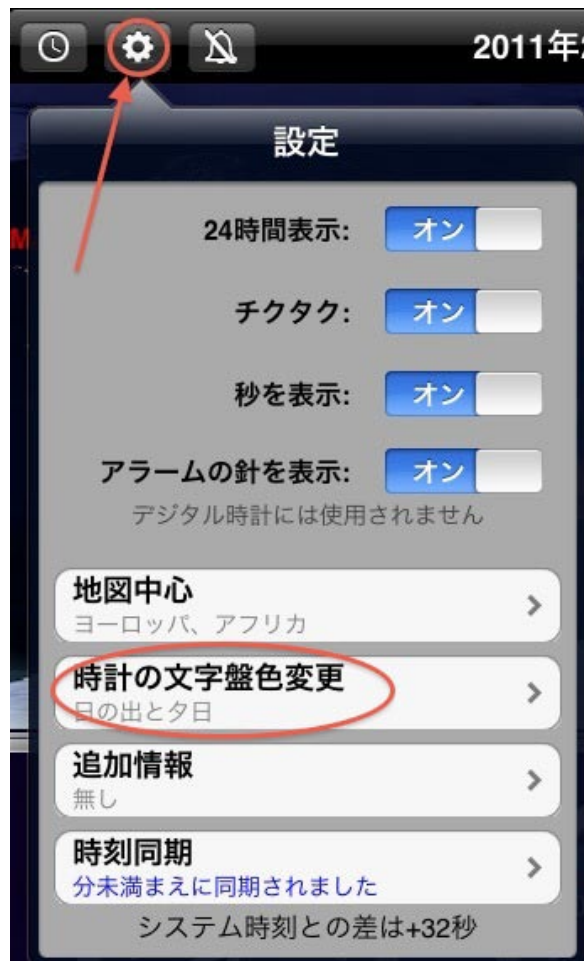 2011年
設定
24時間表示: オン
チクタク: オン
秒を表示: オン
アラームの針を表示: オン
デジタル時計には使用されません
地図中心
ヨーロッパ、アフリカ
時計の文字盤色変更
日の出と夕日
追加情報
無し
時刻同期
分未満まえに同期されました
システム時刻との差は+32秒